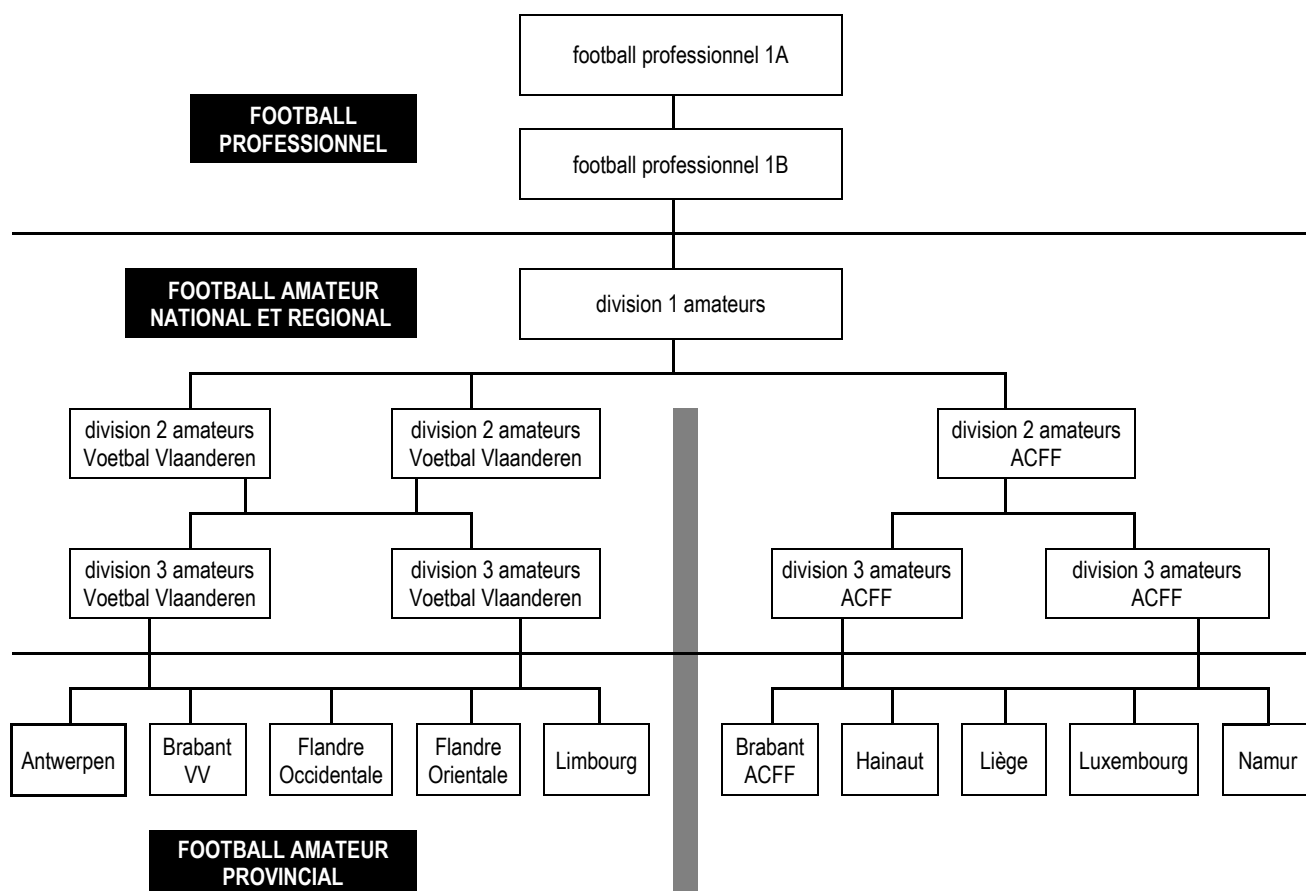 football professionnel 1A
FOOTBALL
PROFESSIONNEL
football professionnel 1B
FOOTBALL AMATEUR
NATIONAL ET REGIONAL
division 1 amateurs
division 2 amateurs
Voetbal Vlaanderen
division 2 amateurs
Voetbal Vlaanderen
division 2 amateurs
ACFF
division 3 amateurs
Voetbal Vlaanderen
division 3 amateurs
Voetbal Vlaanderen
division 3 amateurs
ACFF
division 3 amateurs
ACFF
Antwerpen
Brabant
VV
Flandre
Occidentale
Flandre
Orientale
Limbourg
Brabant
ACFF
Hainaut
Liège
Luxembourg
Namur
FOOTBALL AMATEUR
PROVINCIAL